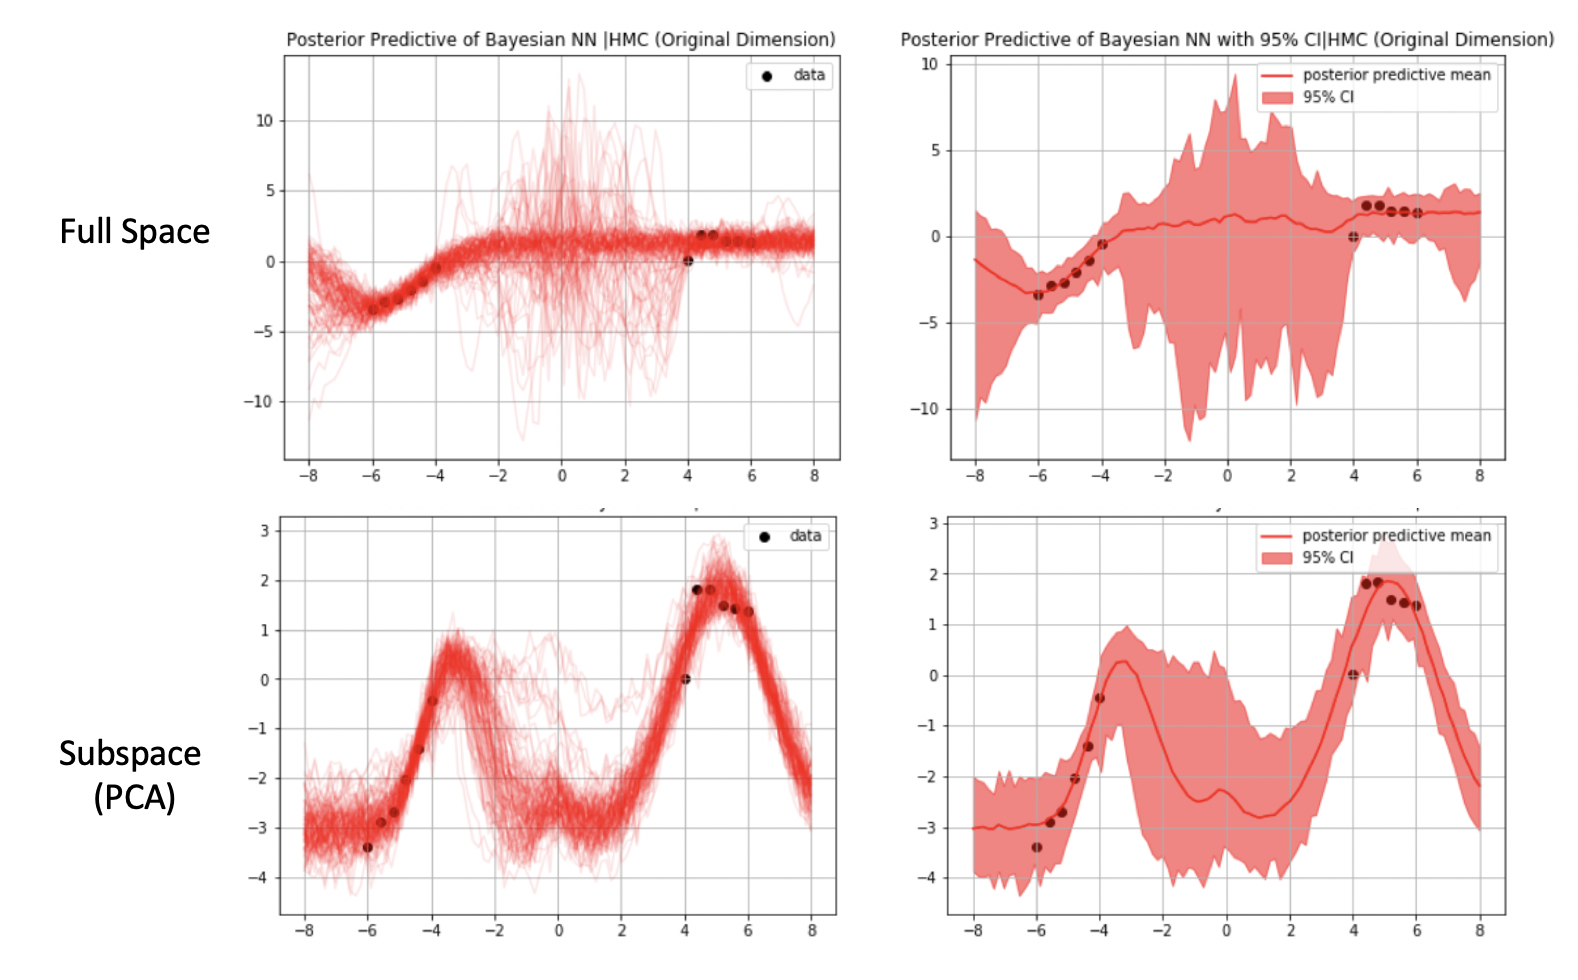 Posterior Predictive of Bayesian NN |HMC (Original Dimension)
data
10
5
0
−5
−10
−8 −6 −4 −2 0 2 4 6 8
Posterior Predictive of Bayesian NN with 95% CI|HMC (Original Dimension)
posterior predictive mean
95% CI
10
5
0
−5
−10
−8 −6 −4 −2 0 2 4 6 8
Full Space
data
3
2
1
0
−1
−2
−3
−4
−8 −6 −4 −2 0 2 4 6 8
posterior predictive mean
95% CI
3
2
1
0
−1
−2
−3
−4
−8 −6 −4 −2 0 2 4 6 8
Subspace
(PCA)